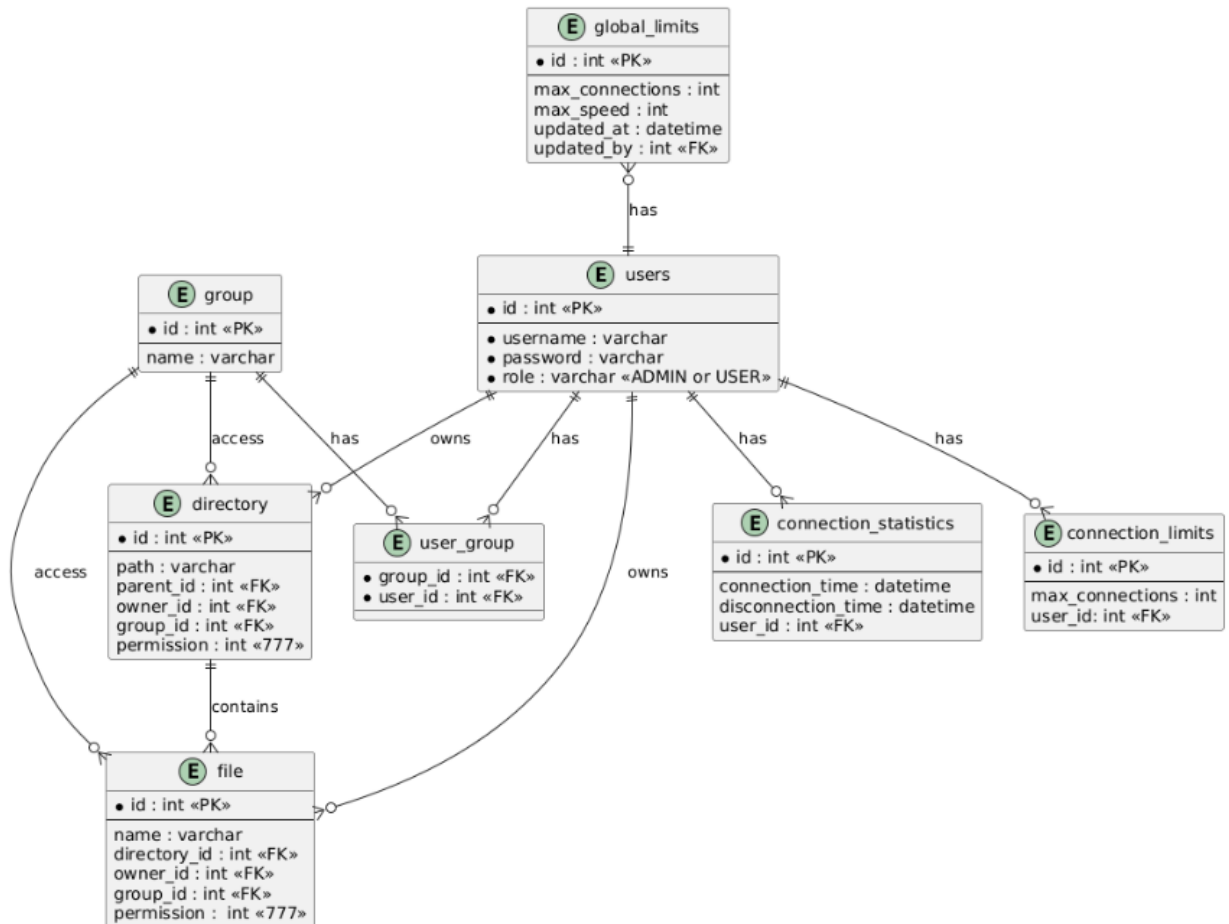 E global_limits
• id : int «PK»
max_connections : int
max_speed : int
updated_at : datetime
updated_by : int «FK»
has
E users
• id : int «PK»
• username : varchar
• password : varchar
• role : varchar «ADMIN or USER»
E group
• id : int «PK»
name : varchar
access
has
owns
has
has
has
E directory
• id : int «PK»
path : varchar
parent_id : int «FK»
owner_id : int «FK»
group_id : int «FK»
permission : int «777»
E user_group
• group_id : int «FK»
• user_id : int «FK»
E connection_statistics
• id : int «PK»
connection_time : datetime
disconnection_time : datetime
user_id : int «FK»
E connection_limits
• id : int «PK»
max_connections : int
user_id: int «FK»
access
owns
contains
E file
• id : int «PK»
name : varchar
directory_id : int «FK»
owner_id : int «FK»
group_id : int «FK»
permission : int «777»